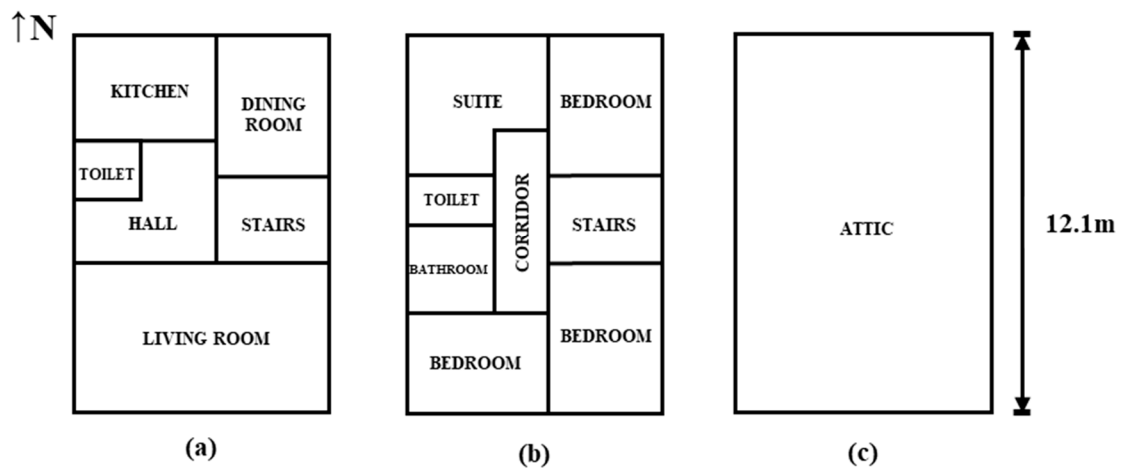 ↑N
KITCHEN
DINING
ROOM
TOILET
HALL
STAIRS
LIVING ROOM
(a)
SUITE
BEDROOM
TOILET
CORRIDOR
STAIRS
BATHROOM
BEDROOM
BEDROOM
(b)
ATTIC
12.1m
(c)